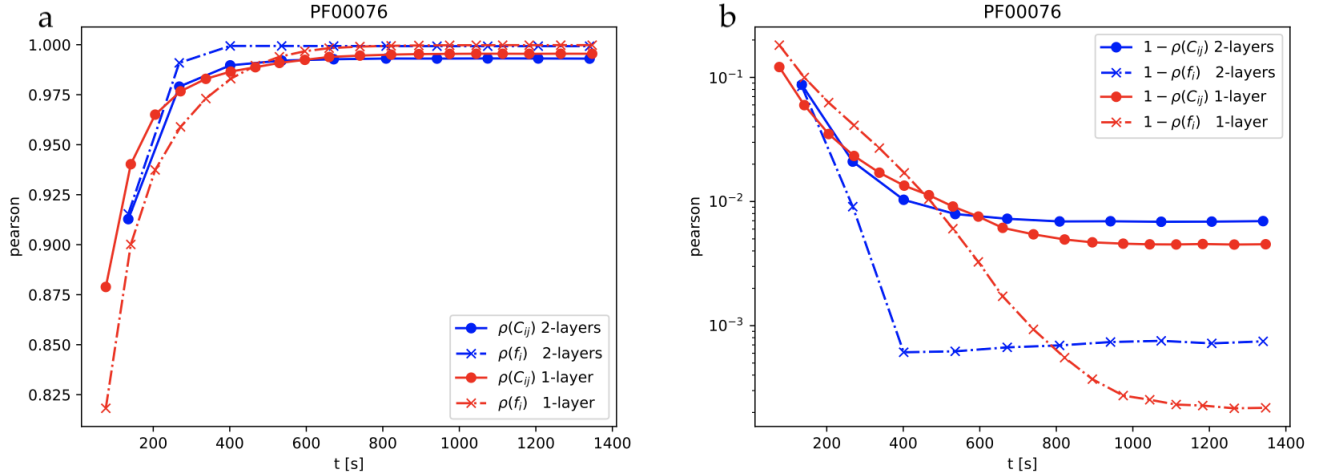 a
PF00076
1.000
0.975
0.950
0.925
0.900
0.875
0.850
0.825
pearson
200
400
600
800
1000
1200
1400
t [s]
ρ(Cij) 2-layers
ρ(fi) 2-layers
ρ(Cij) 1-layer
ρ(fi) 1-layer
b
PF00076
10−1
10−2
10−3
pearson
200
400
600
800
1000
1200
1400
t [s]
1 − ρ(Cij) 2-layers
1 − ρ(fi) 2-layers
1 − ρ(Cij) 1-layer
1 − ρ(fi) 1-layer